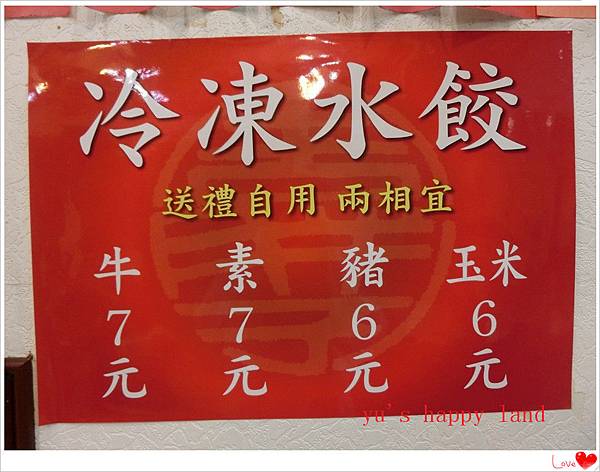 冷凍水餃
送禮自用 兩相宜
牛 7元
素 7元
豬 6元
玉米 6元
yu's happy land
Love